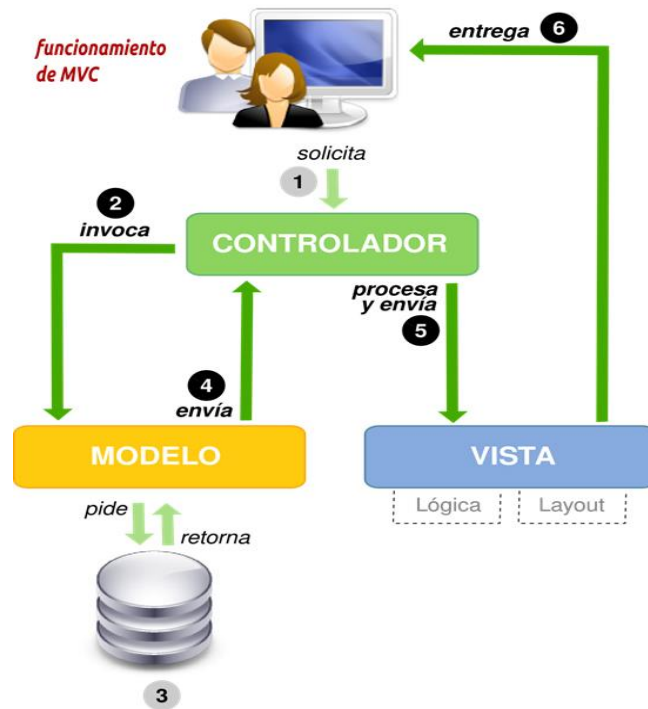 funcionamiento
de MVC
entrega 6
solicita
1
2
invoca
CONTROLADOR
procesa
y envía
5
4
envía
MODELO
VISTA
Lógica
Layout
pide
retorna
3